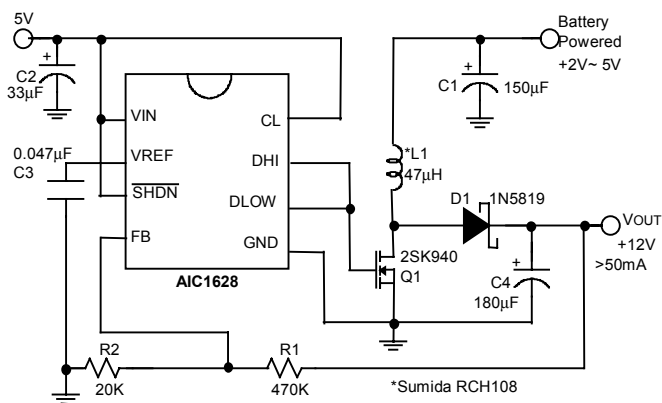 5V
Battery
Powered
+2V~ 5V
+
C2
33µF
+
C1
150µF
VIN
CL
0.047µF
C3
VREF
DHI
*L1
47µH
SHDN
DLOW
D1
1N5819
VOUT
+12V
>50mA
FB
GND
2SK940
Q1
+
C4
180µF
AIC1628
R2
20K
R1
470K
*Sumida RCH108